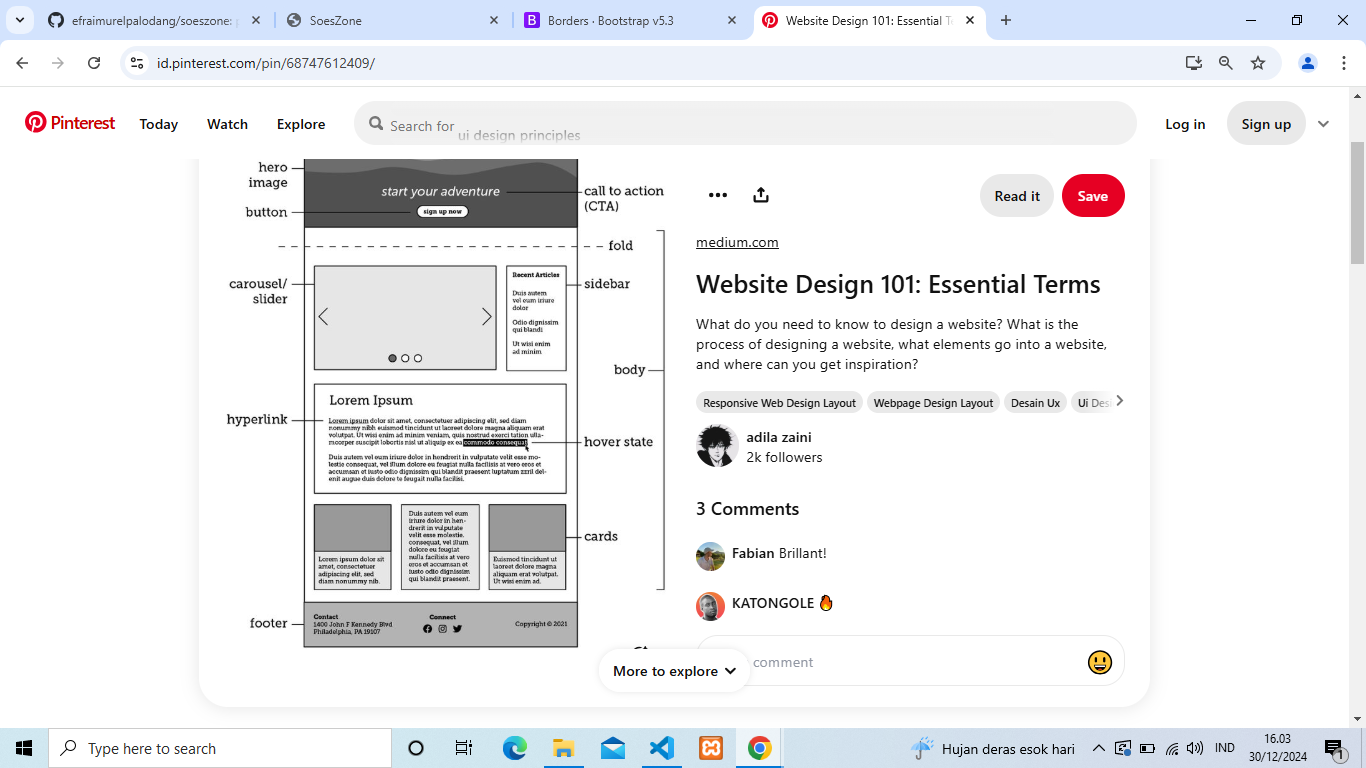 efraimurelpalodang/soeszone: p
SoesZone
B
Borders · Bootstrap v5.3
Website Design 101: Essential Te
id.pinterest.com/pin/68747612409/
Pinterest
Today
Watch
Explore
Search for
ui design principles
Log in
Sign up
hero
image
start your adventure
call to action
(CTA)
button
sign up now
fold
carousel/
slider
Recent Articles
Duis autem
vel eum iriure
dolor
Odio dignissim
qui blandi
Ut wisi enim
ad minim
sidebar
body
Lorem Ipsum
hyperlink
Lorem ipsum dolor sit amet, consectetuer adipiscing elit, sed diam
nonummy nibh euismod tincidunt ut laoreet dolore magna aliquam erat
volutpat. Ut wisi enim ad minim veniam, quis nostrud exerci tation ulla-
mcorper suscipit lobortis nisl ut aliquip ex ea commodo consequat.
hover state
Duis autem vel eum iriure dolor in hendrerit in vulputate velit esse mo-
lestie consequat, vel illum dolore eu feugiat nulla facilisis at vero eros et
accumsan et iusto odio dignissim qui blandit praesent luptatum zzril del-
enit augue duis dolore te feugait nulla facilisi.
Lorem ipsum dolor sit
amet, consectetuer
adipiscing elit, sed
diam nonummy nib.
Duis autem vel eum
iriure dolor in hen-
drerit in vulputate
velit esse molestie,
consequat, vel illum
dolore eu feugiat
nulla facilisis at vero
eros et accumsan et
iusto odio dignissim
qui blandit praesent.
Euismod tincidunt ut
laoreet dolore magna
aliquam erat volutpat.
Ut wisi enim ad.
cards
footer
Contact
1400 John F Kennedy Blvd
Philadelphia, PA 19107
Connect
Copyright © 2021
Read it
Save
medium.com
Website Design 101: Essential Terms
What do you need to know to design a website? What is the
process of designing a website, what elements go into a website,
and where can you get inspiration?
Responsive Web Design Layout
Webpage Design Layout
Desain Ux
Ui Desi
adila zaini
2k followers
3 Comments
Fabian Brillant!
KATONGOLE 🔥
comment
More to explore
Type here to search
Hujan deras esok hari
IND
16.03
30/12/2024
1